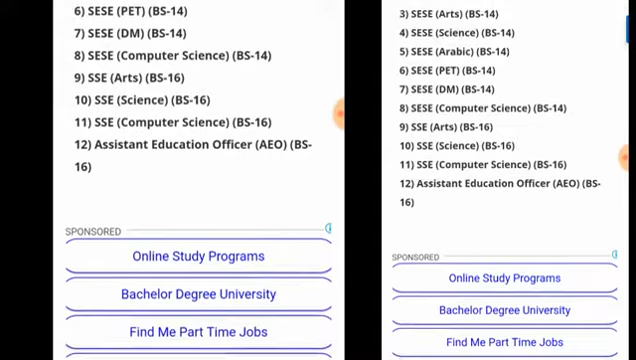 6) SESE (PET) (BS-14)
7) SESE (DM) (BS-14)
8) SESE (Computer Science) (BS-14)
9) SSE (Arts) (BS-16)
10) SSE (Science) (BS-16)
11) SSE (Computer Science) (BS-16)
12) Assistant Education Officer (AEO) (BS-
16)
SPONSORED
Online Study Programs
Bachelor Degree University
Find Me Part Time Jobs
3) SESE (Arts) (BS-14)
4) SESE (Science) (BS-14)
5) SESE (Arabic) (BS-14)
6) SESE (PET) (BS-14)
7) SESE (DM) (BS-14)
8) SESE (Computer Science) (BS-14)
9) SSE (Arts) (BS-16)
10) SSE (Science) (BS-16)
11) SSE (Computer Science) (BS-16)
12) Assistant Education Officer (AEO) (BS-
16)
SPONSORED
Online Study Programs
Bachelor Degree University
Find Me Part Time Jobs